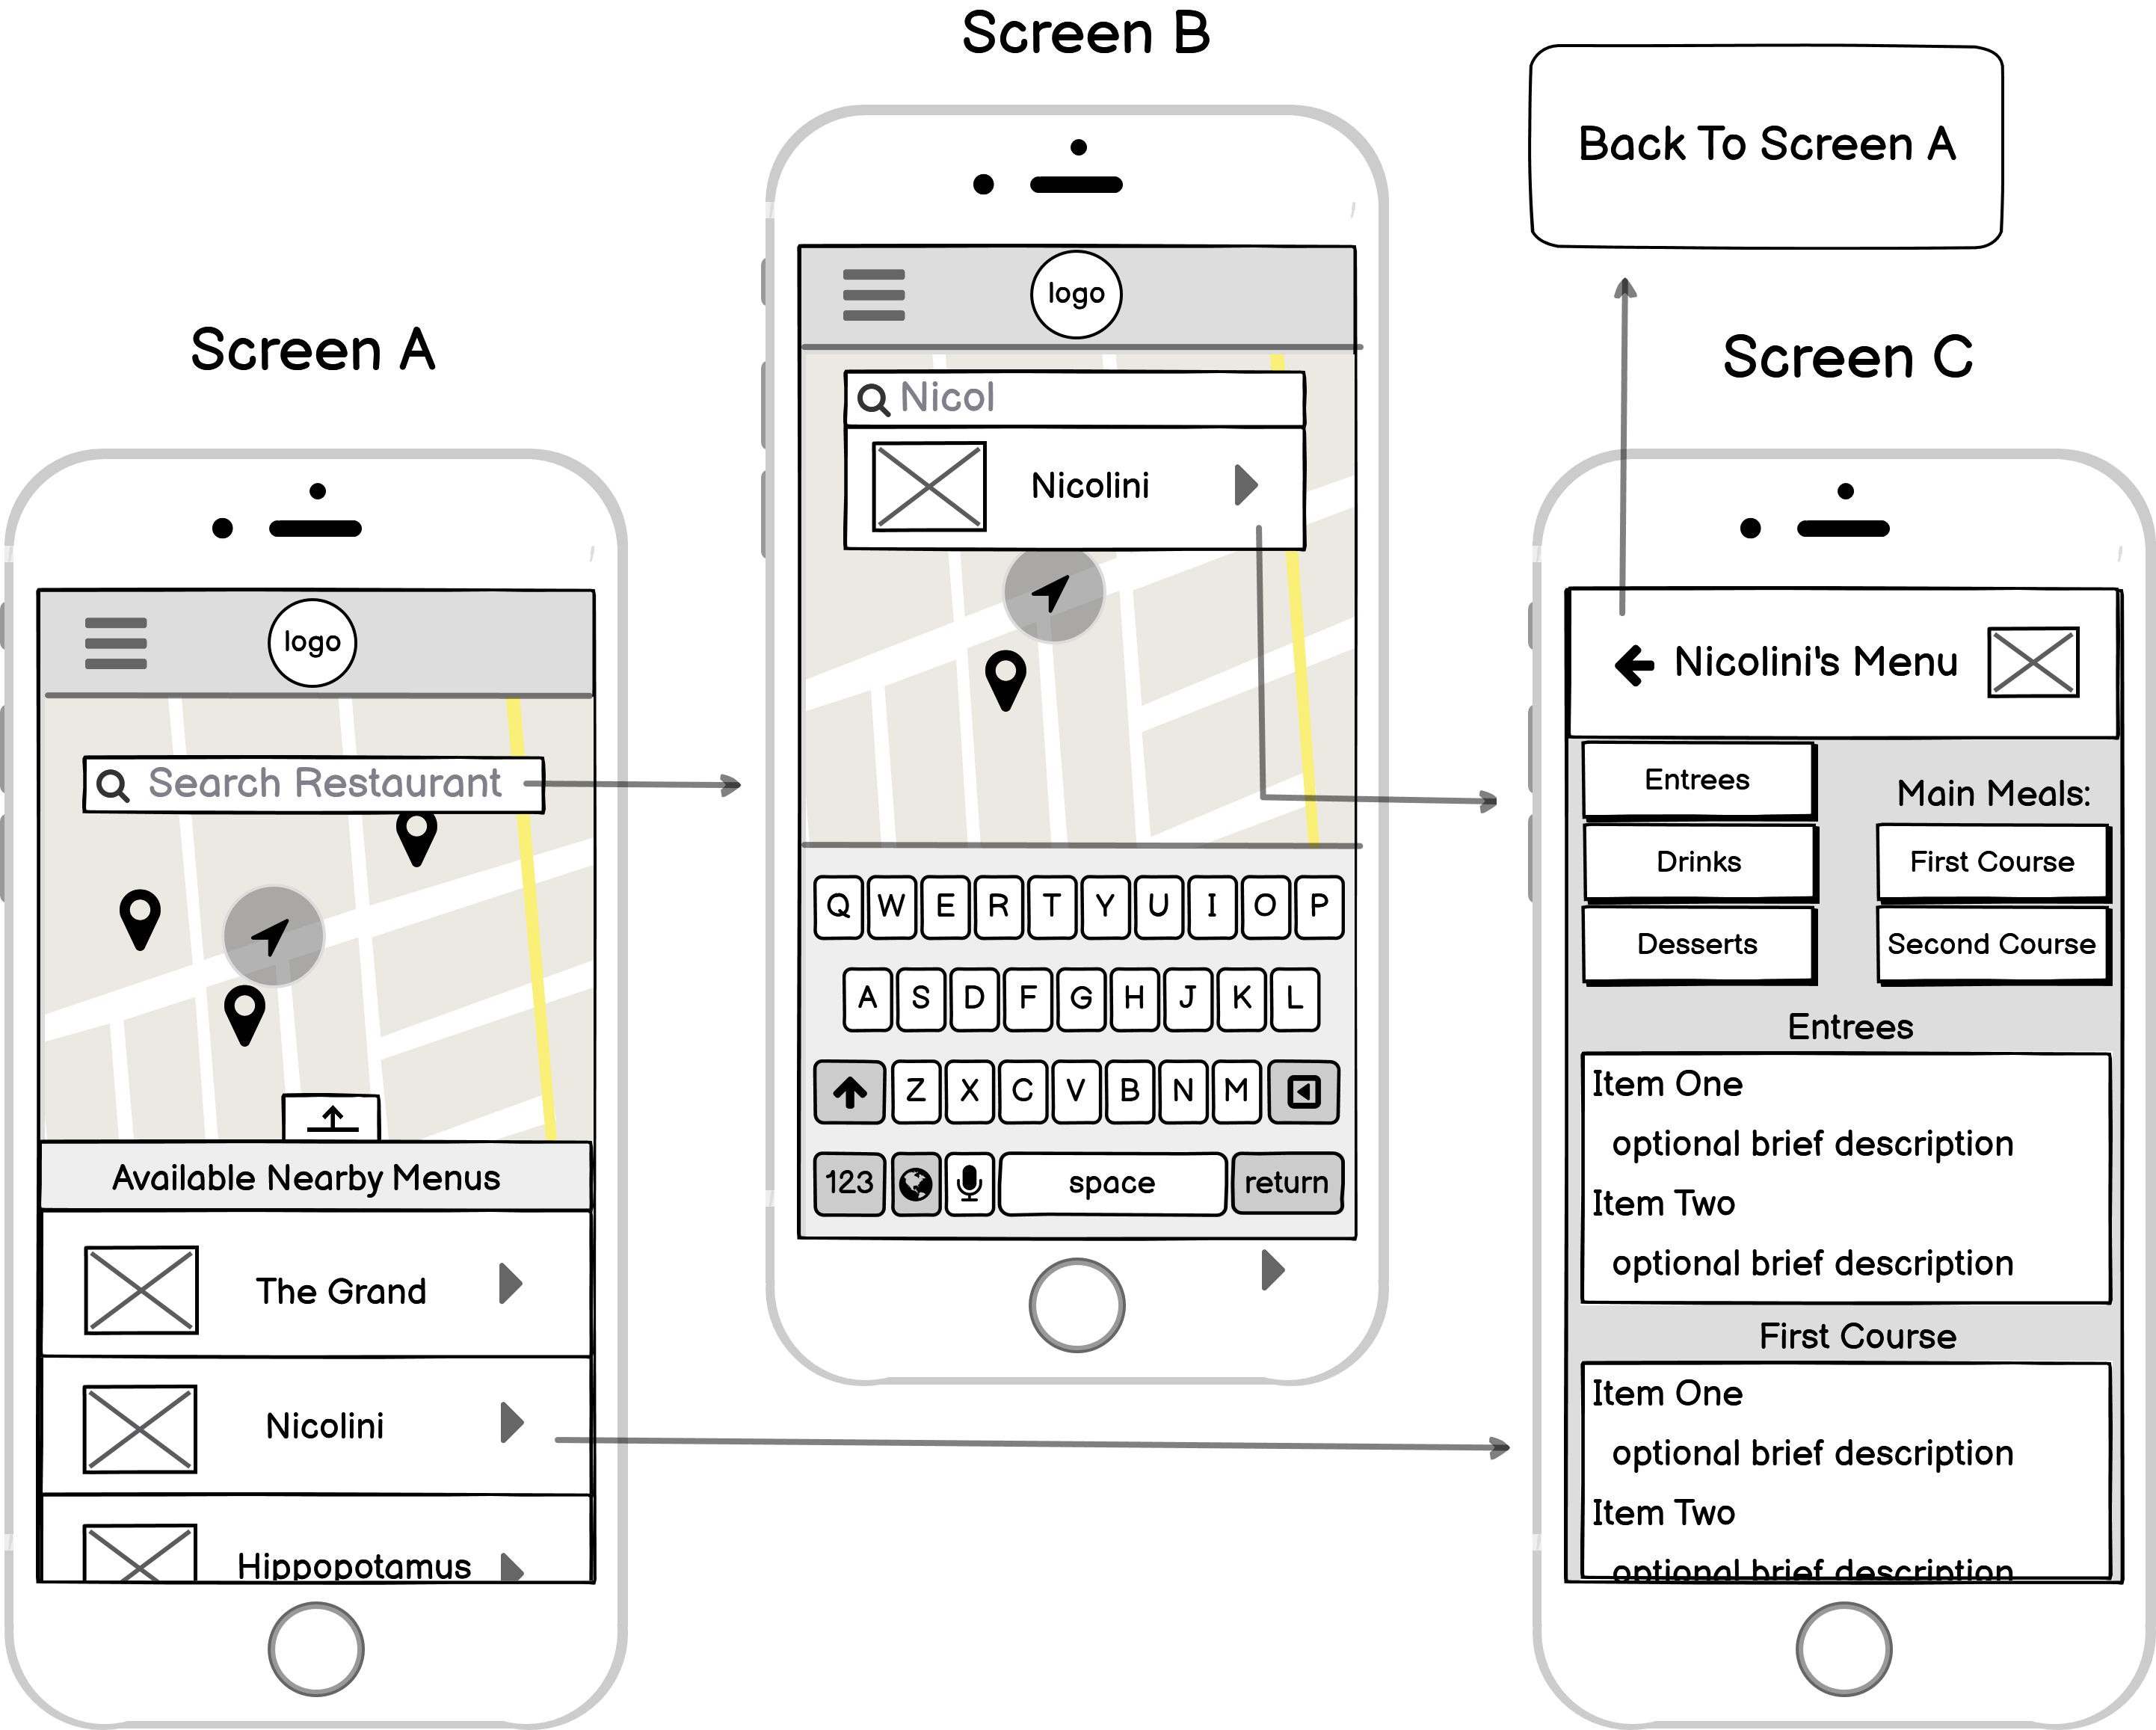 Screen A
logo
Search Restaurant
Available Nearby Menus
The Grand
Nicolini
Hippopotamus
Screen B
logo
Nicol
Nicolini
Q W E R T Y U I O P
A S D F G H J K L
Z X C V B N M
123 space return
Back To Screen A
Screen C
Nicolini's Menu
Entrees
Drinks
Desserts
Main Meals:
First Course
Second Course
Entrees
Item One
optional brief description
Item Two
optional brief description
First Course
Item One
optional brief description
Item Two
optional brief description